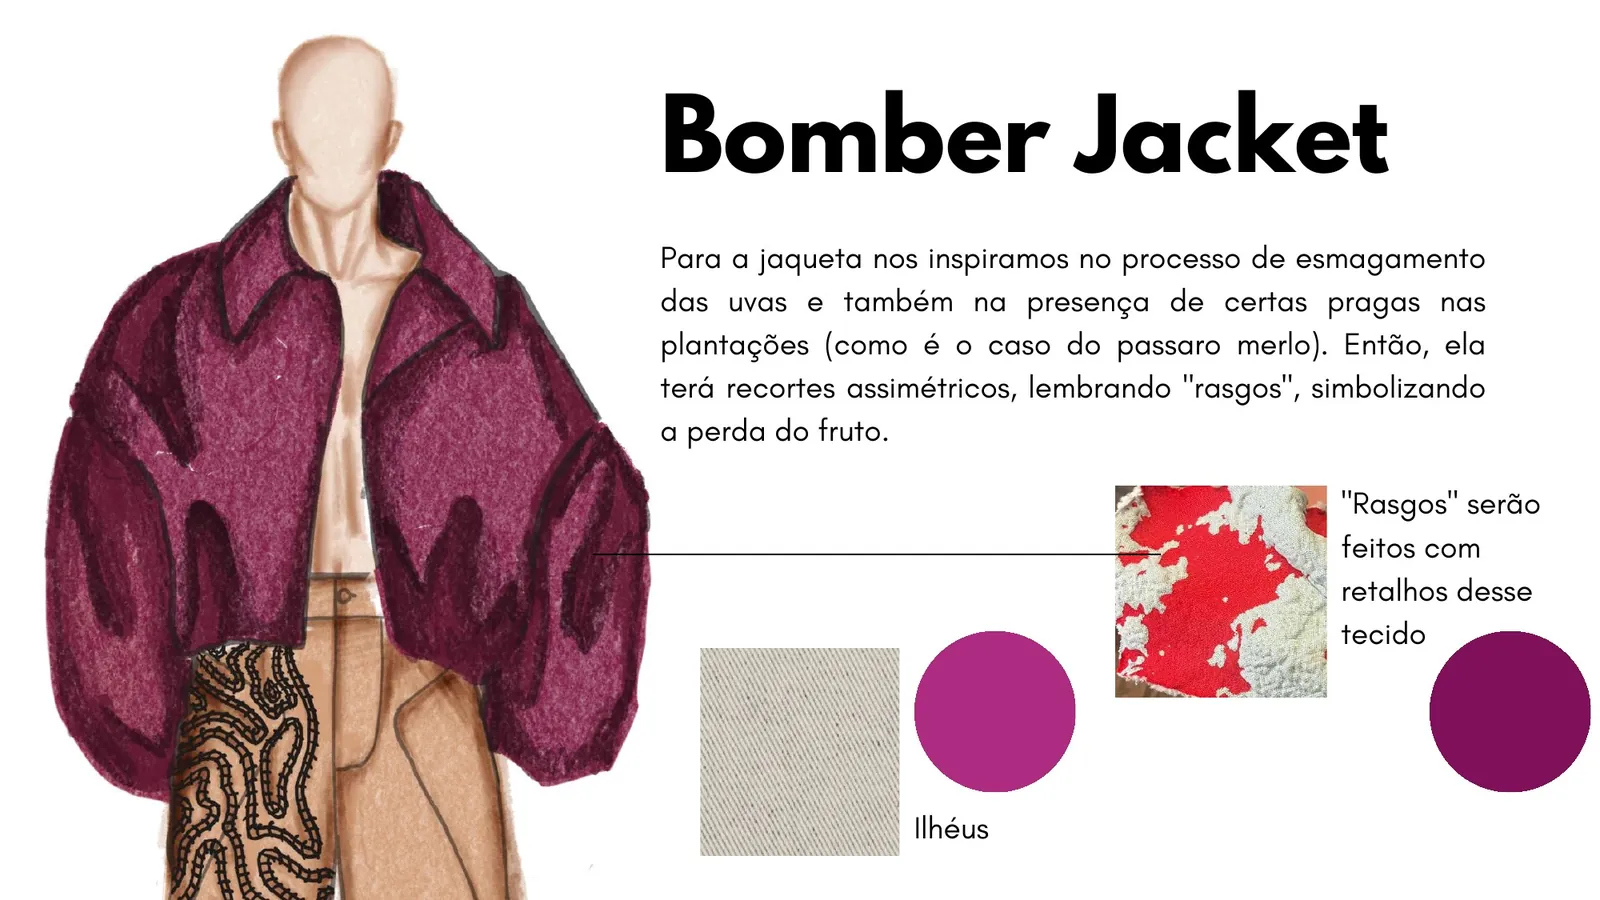 Bomber Jacket
Para a jaqueta nos inspiramos no processo de esmagamento
das uvas e também na presença de certas pragas nas
plantações (como é o caso do passaro merlo). Então, ela
terá recortes assimétricos, lembrando "rasgos", simbolizando
a perda do fruto.
"Rasgos" serão
feitos com
retalhos desse
tecido
Ilhéus